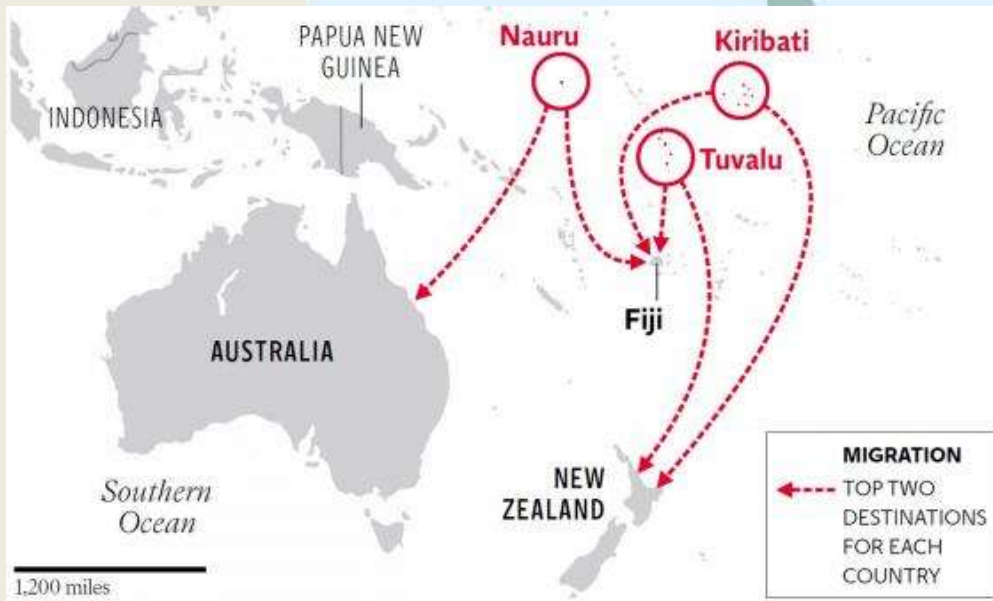 PAPUA NEW
GUINEA
Nauru
Kiribati
INDONESIA
Pacific
Ocean
Tuvalu
Fiji
AUSTRALIA
Southern
Ocean
NEW
ZEALAND
MIGRATION
TOP TWO
DESTINATIONS
FOR EACH
COUNTRY
1,200 miles